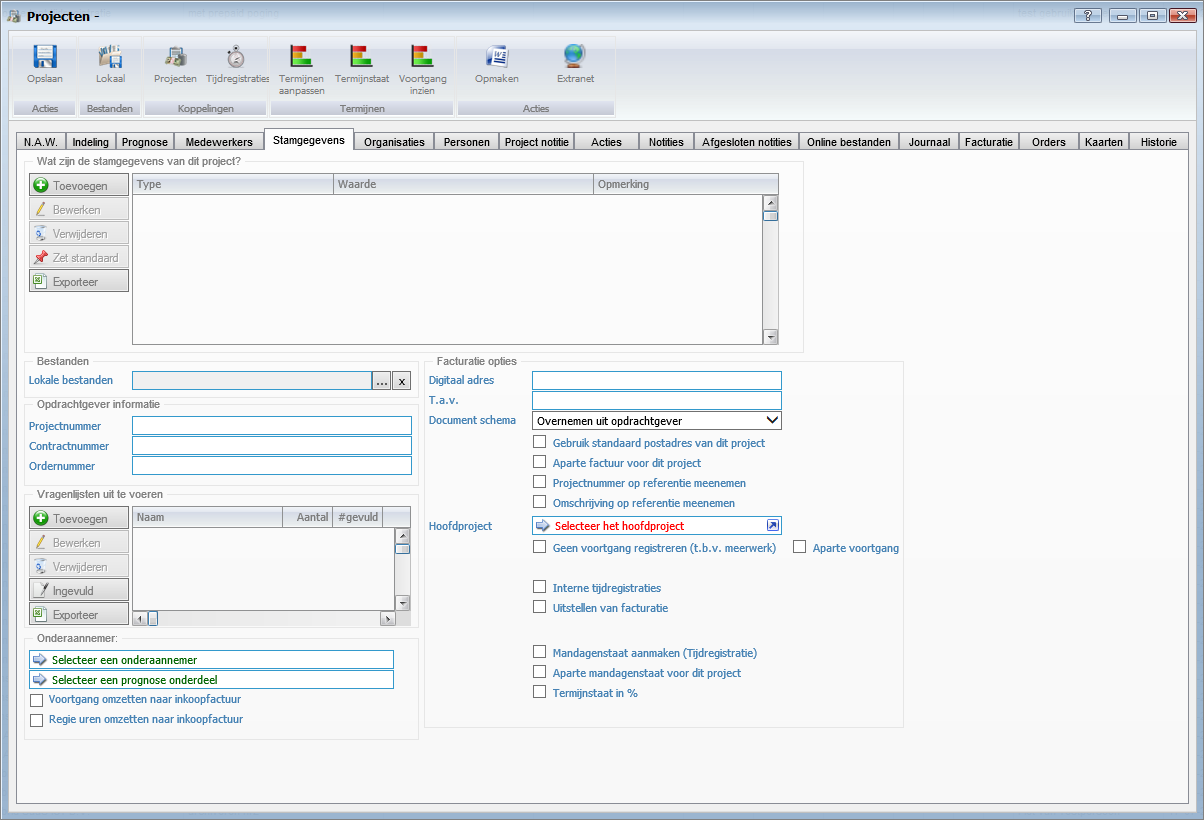 Projecten -
Opslaan
Lokaal
Projecten
Tijdregistraties
Termijnen aanpassen
Termijnstaat
Voortgang inzien
Opmaken
Extranet
Acties
Bestanden
Koppelingen
Termijnen
Acties
N.A.W.
Indeling
Prognose
Medewerkers
Stamgegevens
Organisaties
Personen
Project notitie
Acties
Notities
Afgesloten notities
Online bestanden
Journaal
Facturatie
Orders
Kaarten
Historie
Wat zijn de stamgegevens van dit project?
Toevoegen
Bewerken
Verwijderen
Zet standaard
Exporteer
Type
Waarde
Opmerking
Bestanden
Lokale bestanden
...
x
Opdrachtgever informatie
Projectnummer
Contractnummer
Ordernummer
Vragenlijsten uit te voeren
Toevoegen
Bewerken
Verwijderen
Ingevuld
Exporteer
Naam
Aantal
#gevuld
Onderaannemer:
Selecteer een onderaannemer
Selecteer een prognose onderdeel
Voortgang omzetten naar inkoopfactuur
Regie uren omzetten naar inkoopfactuur
Facturatie opties
Digitaal adres
T.a.v.
Document schema
Overnemen uit opdrachtgever
Gebruik standaard postadres van dit project
Aparte factuur voor dit project
Projectnummer op referentie meenemen
Omschrijving op referentie meenemen
Hoofdproject
Selecteer het hoofdproject
Geen voortgang registreren (t.b.v. meerwerk)
Aparte voortgang
Interne tijdregistraties
Uitstellen van facturatie
Mandagenstaat aanmaken (Tijdregistratie)
Aparte mandagenstaat voor dit project
Termijnstaat in %